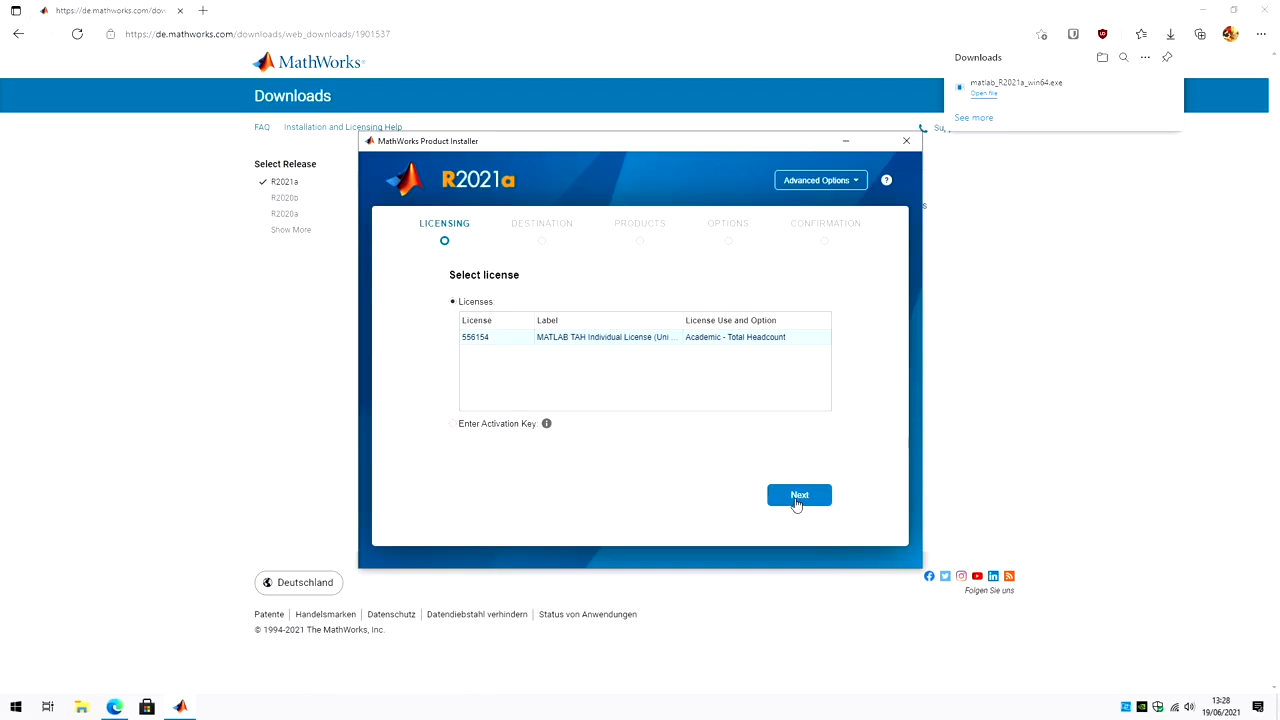 https://de.mathworks.com/dow
https://de.mathworks.com/downloads/web_downloads/1901537
MathWorks®
Downloads
matlab_R2021a_win64.exe
Open file
See more
Downloads
FAQ
Installation and Licensing Help
Select Release
R2021a
R2020b
R2020a
Show More
MathWorks Product Installer
R2021a
Advanced Options
?
LICENSING
DESTINATION
PRODUCTS
OPTIONS
CONFIRMATION
Select license
Licenses:
License
Label
License Use and Option
556154
MATLAB TAH Individual License (Uni ...
Academic - Total Headcount
Enter Activation Key:
Next
Deutschland
Folgen Sie uns
Patente
Handelsmarken
Datenschutz
Datendiebstahl verhindern
Status von Anwendungen
© 1994-2021 The MathWorks, Inc.
13:28
19/06/2021